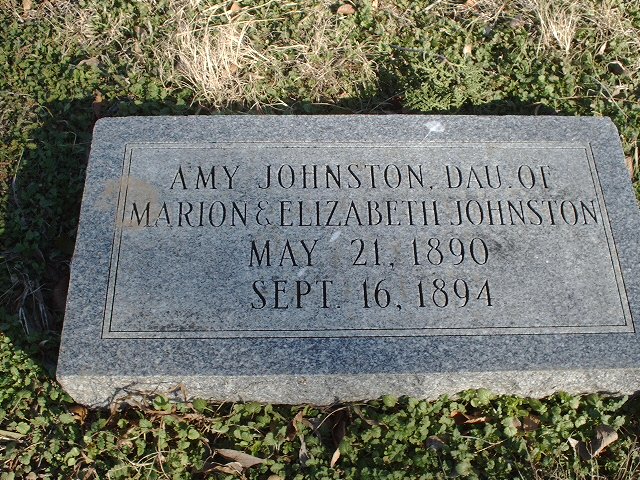 AMY JOHNSTON, DAU. OF
MARION & ELIZABETH JOHNSTON
MAY 21, 1890
SEPT. 16, 1894